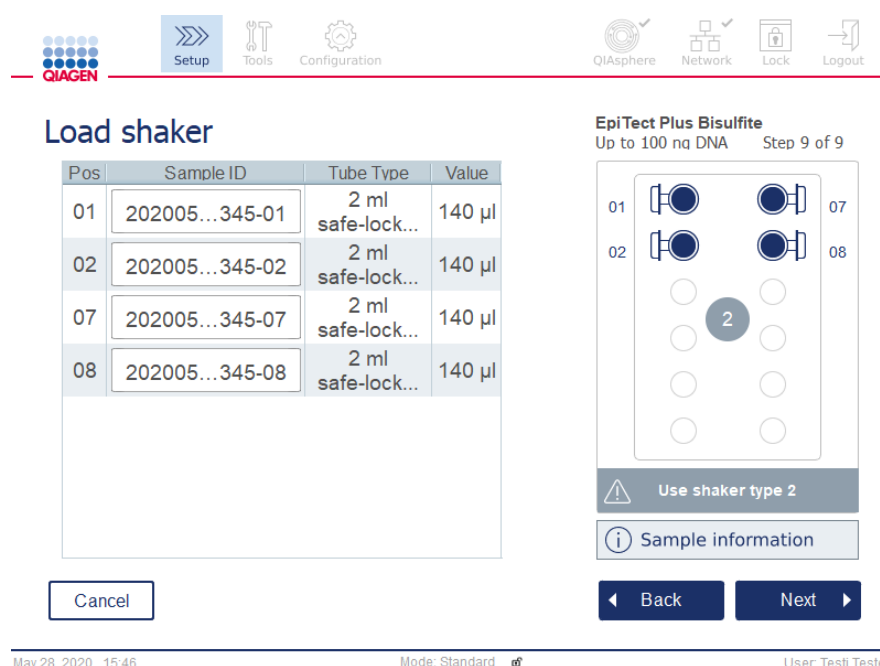 QIAGEN
Setup
Tools
Configuration
QIAsphere
Network
Lock
Logout
Load shaker
EpiTect Plus Bisulfite
Up to 100 ng DNA Step 9 of 9
Pos Sample ID Tube Type Value
01 202005...345-01 2 ml safe-lock... 140 µl
02 202005...345-02 2 ml safe-lock... 140 µl
07 202005...345-07 2 ml safe-lock... 140 µl
08 202005...345-08 2 ml safe-lock... 140 µl
01 07
02 08
2
Use shaker type 2
Sample information
Cancel
Back
Next
May 28, 2020 15:46 Mode: Standard User: Testi Teste